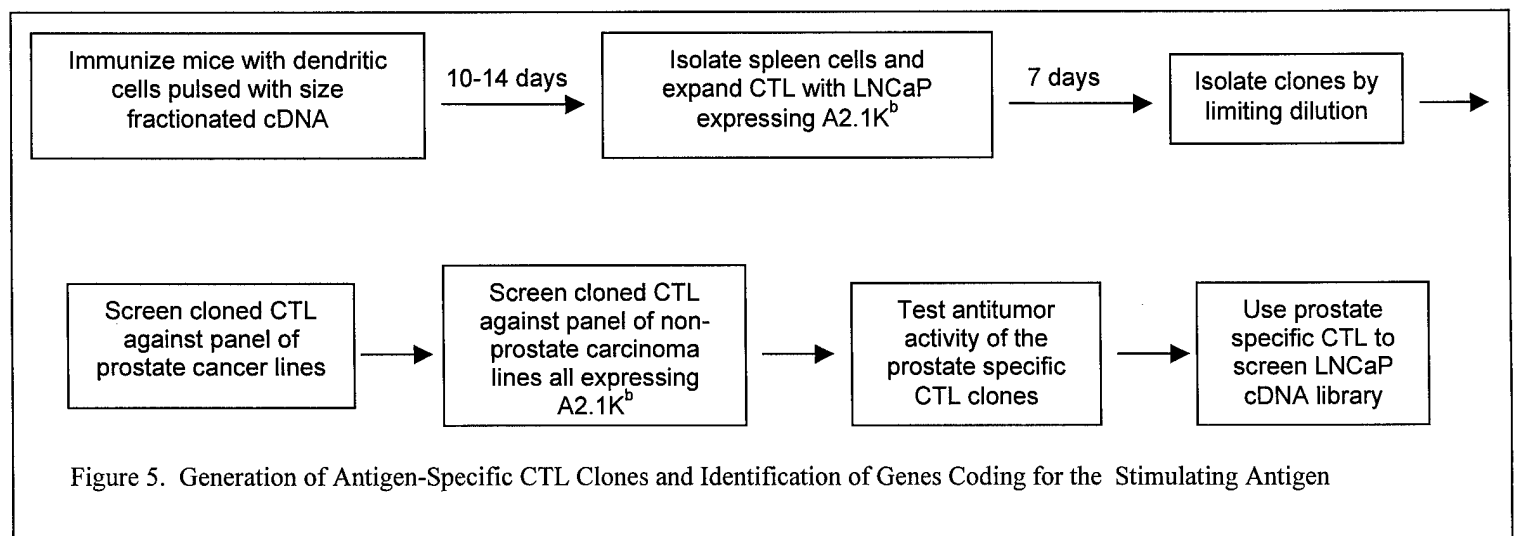 Immunize mice with dendritic
cells pulsed with size
fractionated cDNA
10-14 days
Isolate spleen cells and
expand CTL with LNCaP
expressing A2.1K^b
7 days
Isolate clones by
limiting dilution
Screen cloned CTL
against panel of
prostate cancer lines
Screen cloned CTL
against panel of non-
prostate carcinoma
lines all expressing
A2.1K^b
Test antitumor
activity of the
prostate specific
CTL clones
Use prostate
specific CTL to
screen LNCaP
cDNA library
Figure 5.  Generation of Antigen-Specific CTL Clones and Identification of Genes Coding for the  Stimulating Antigen